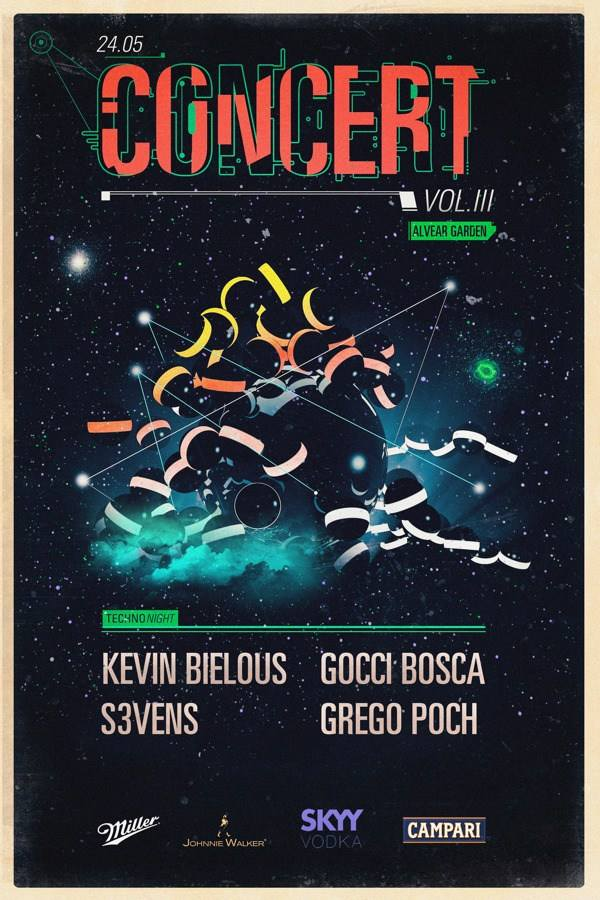 24.05
CONCERT
VOL.III
ALVEAR GARDEN
TECHNO NIGHT
KEVIN BIELOUS GOCCI BOSCA
S3VENS GREGO POCH
Miller
JOHNNIE WALKER
SKYY
VODKA
CAMPARI